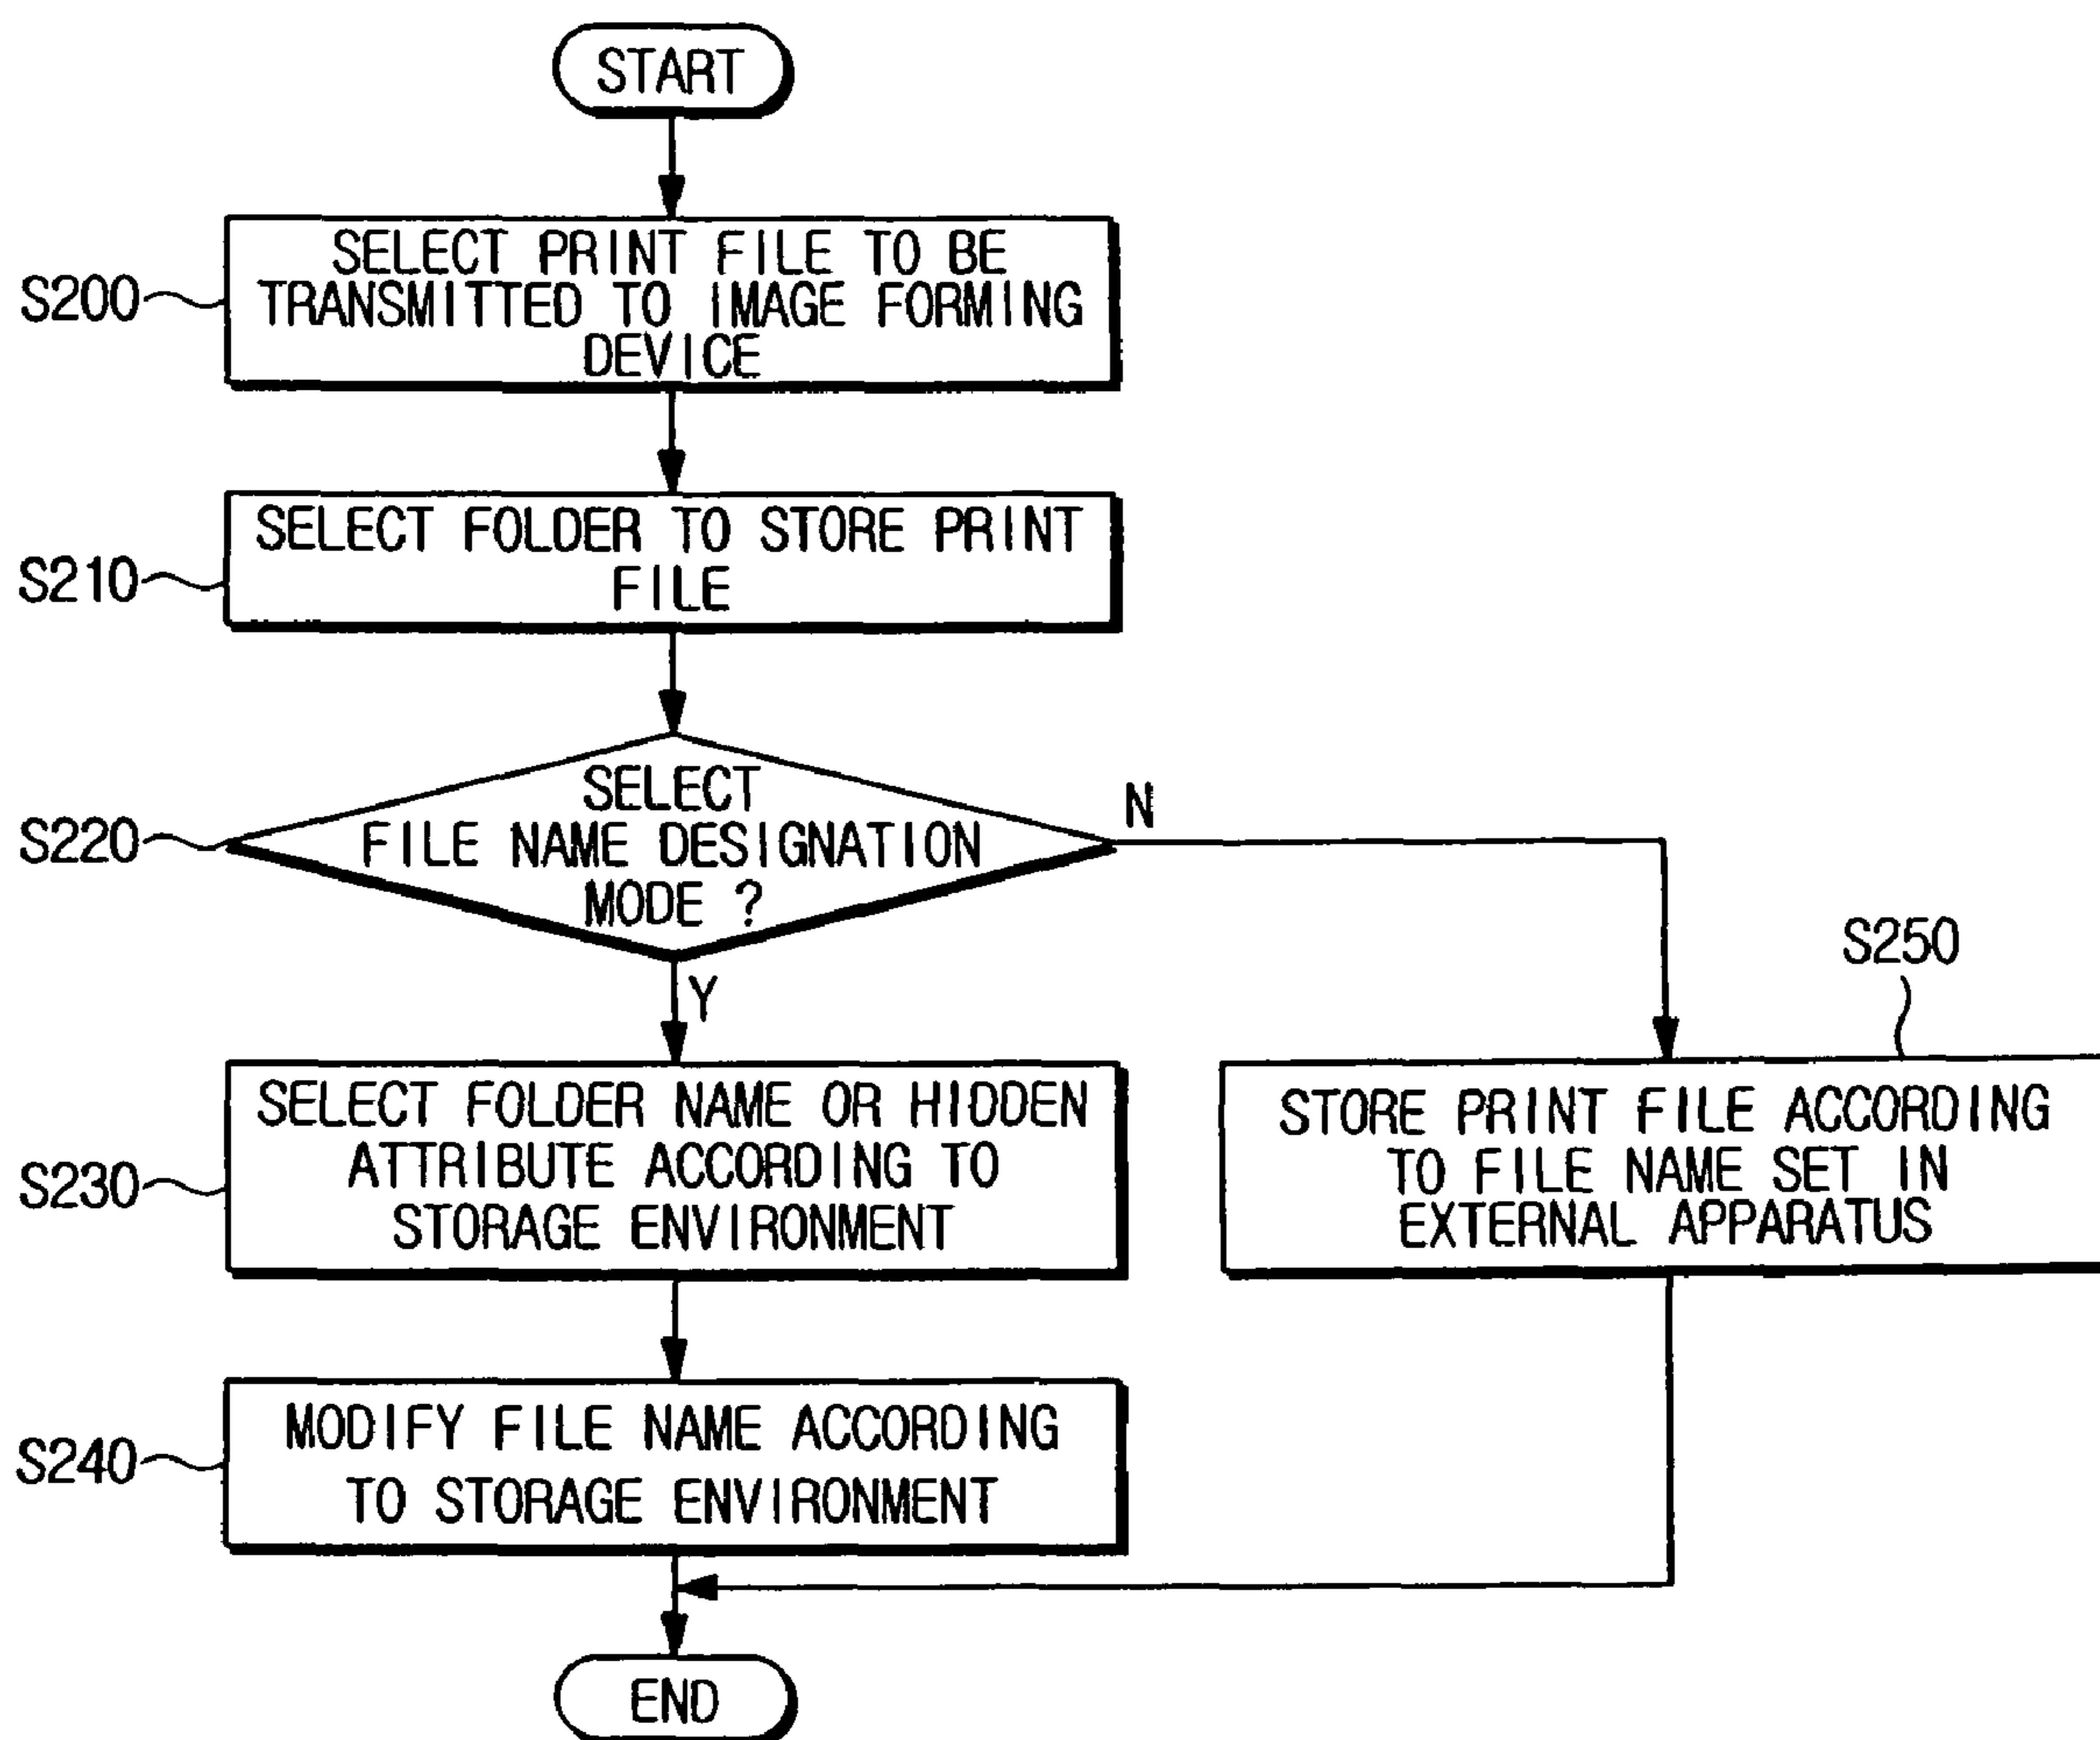 START
S200
SELECT PRINT FILE TO BE
TRANSMITTED TO IMAGE FORMING
DEVICE
S210
SELECT FOLDER TO STORE PRINT
FILE
S220
SELECT
FILE NAME DESIGNATION
MODE ?
N
Y
S230
SELECT FOLDER NAME OR HIDDEN
ATTRIBUTE ACCORDING TO
STORAGE ENVIRONMENT
S250
STORE PRINT FILE ACCORDING
TO FILE NAME SET IN
EXTERNAL APPARATUS
S240
MODIFY FILE NAME ACCORDING
TO STORAGE ENVIRONMENT
END